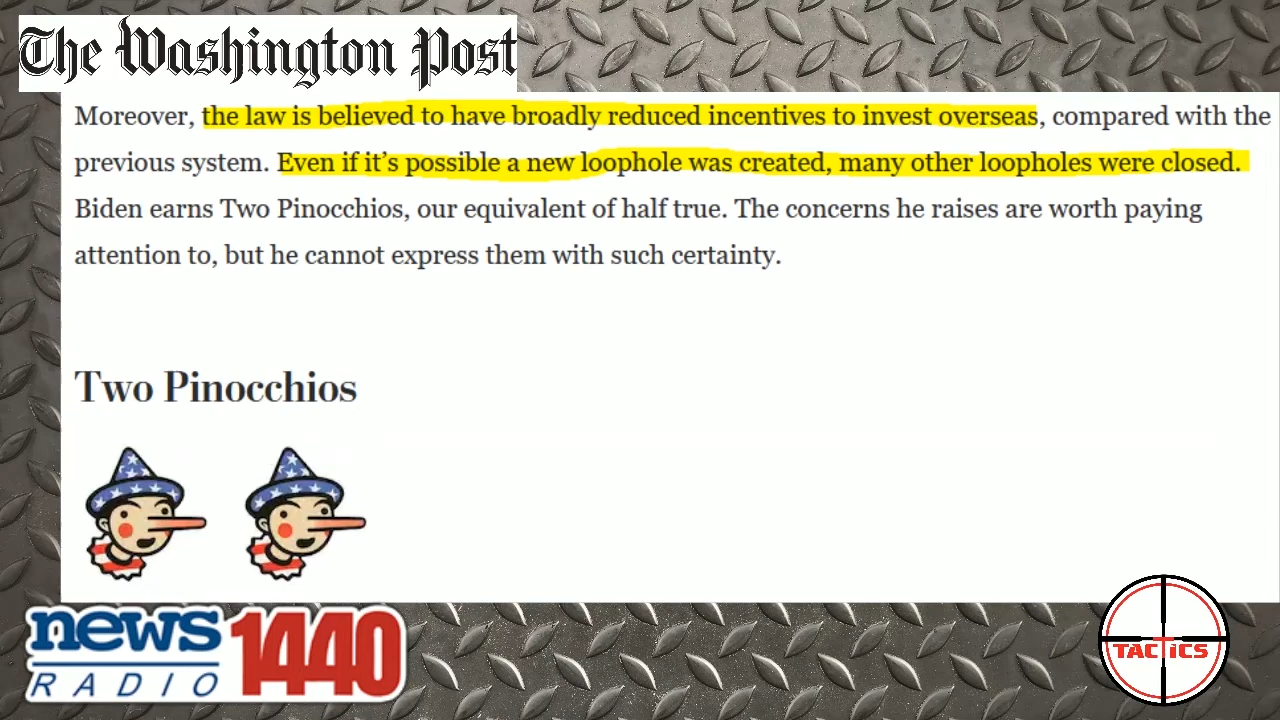 The Washington Post
Moreover, the law is believed to have broadly reduced incentives to invest overseas, compared with the
previous system. Even if it’s possible a new loophole was created, many other loopholes were closed.
Biden earns Two Pinocchios, our equivalent of half true. The concerns he raises are worth paying
attention to, but he cannot express them with such certainty.
Two Pinocchios
news 1440
RADIO
TACTICS